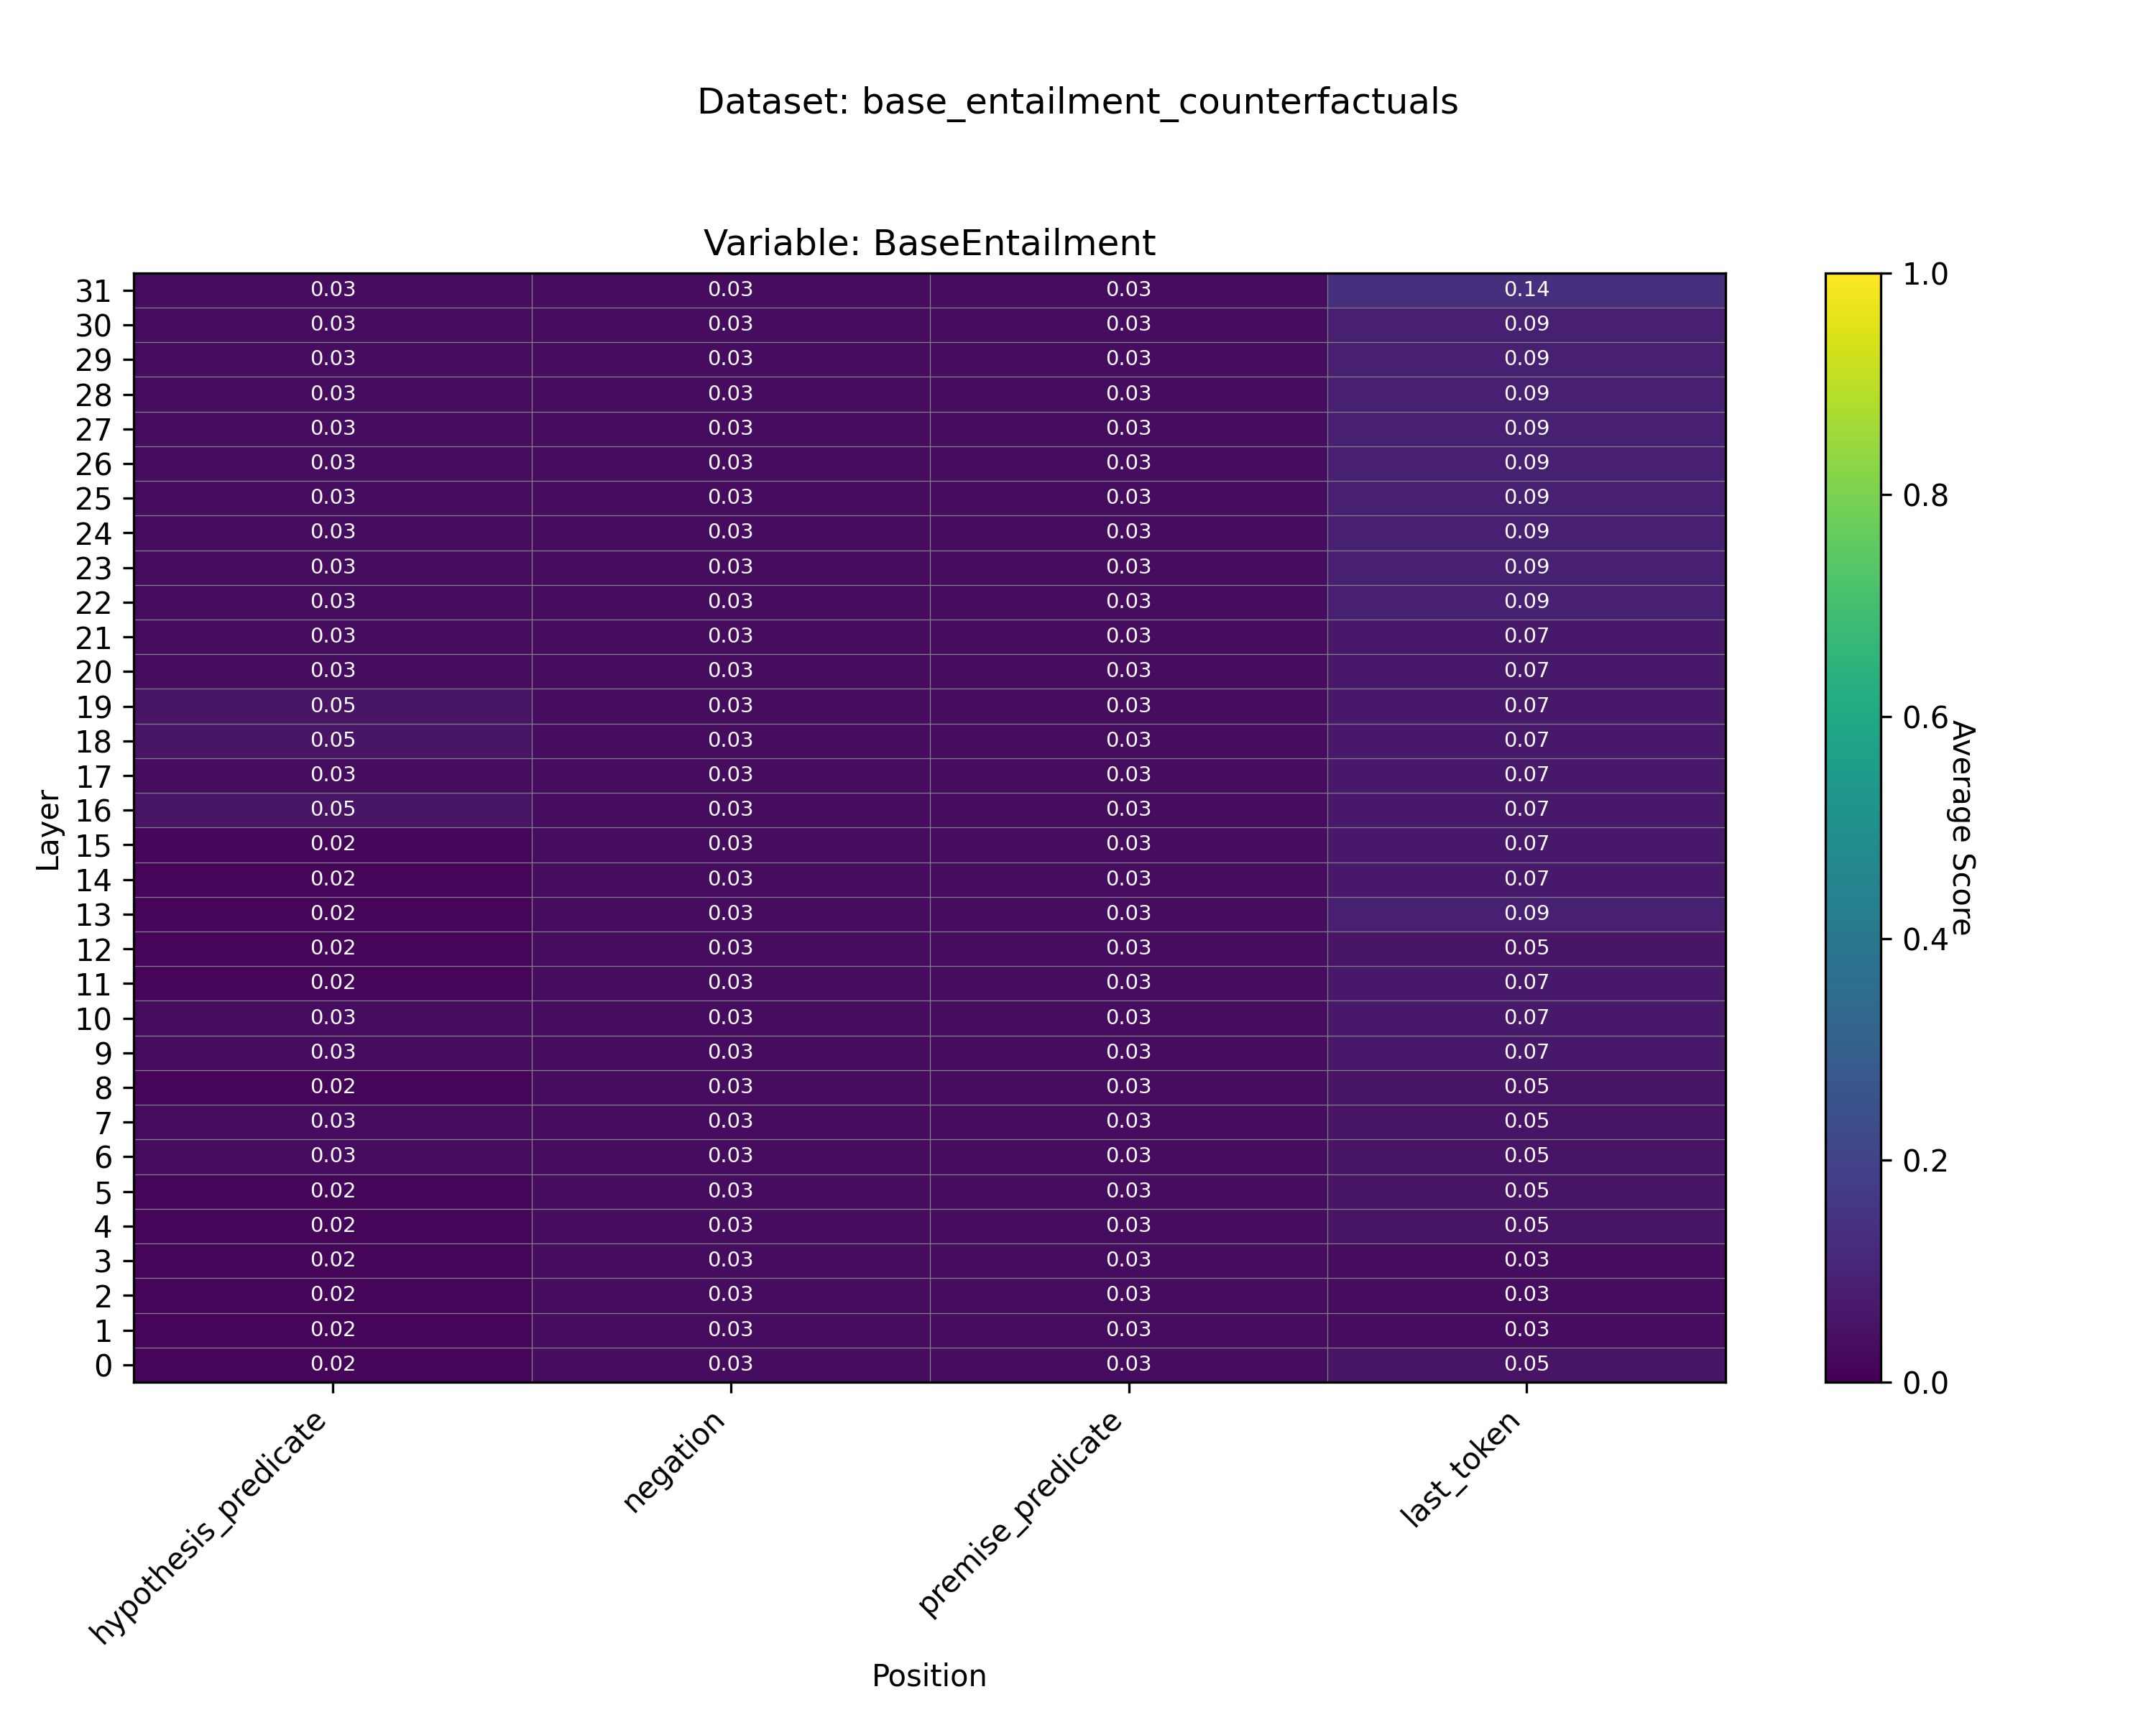 Dataset: base_entailment_counterfactuals
Variable: BaseEntailment
31 0.03 0.03 0.03 0.14
30 0.03 0.03 0.03 0.09
29 0.03 0.03 0.03 0.09
28 0.03 0.03 0.03 0.09
27 0.03 0.03 0.03 0.09
26 0.03 0.03 0.03 0.09
25 0.03 0.03 0.03 0.09
24 0.03 0.03 0.03 0.09
23 0.03 0.03 0.03 0.09
22 0.03 0.03 0.03 0.09
21 0.03 0.03 0.03 0.07
20 0.03 0.03 0.03 0.07
19 0.05 0.03 0.03 0.07
18 0.05 0.03 0.03 0.07
17 0.03 0.03 0.03 0.07
16 0.05 0.03 0.03 0.07
15 0.02 0.03 0.03 0.07
14 0.02 0.03 0.03 0.07
13 0.02 0.03 0.03 0.09
12 0.02 0.03 0.03 0.05
11 0.02 0.03 0.03 0.07
10 0.03 0.03 0.03 0.07
9 0.03 0.03 0.03 0.07
8 0.02 0.03 0.03 0.05
7 0.03 0.03 0.03 0.05
6 0.03 0.03 0.03 0.05
5 0.02 0.03 0.03 0.05
4 0.02 0.03 0.03 0.05
3 0.02 0.03 0.03 0.03
2 0.02 0.03 0.03 0.03
1 0.02 0.03 0.03 0.03
0 0.02 0.03 0.03 0.05
Layer
hypothesis_predicate
negation
premise_predicate
last_token
Position
1.0
0.8
0.6
0.4
0.2
0.0
Average Score